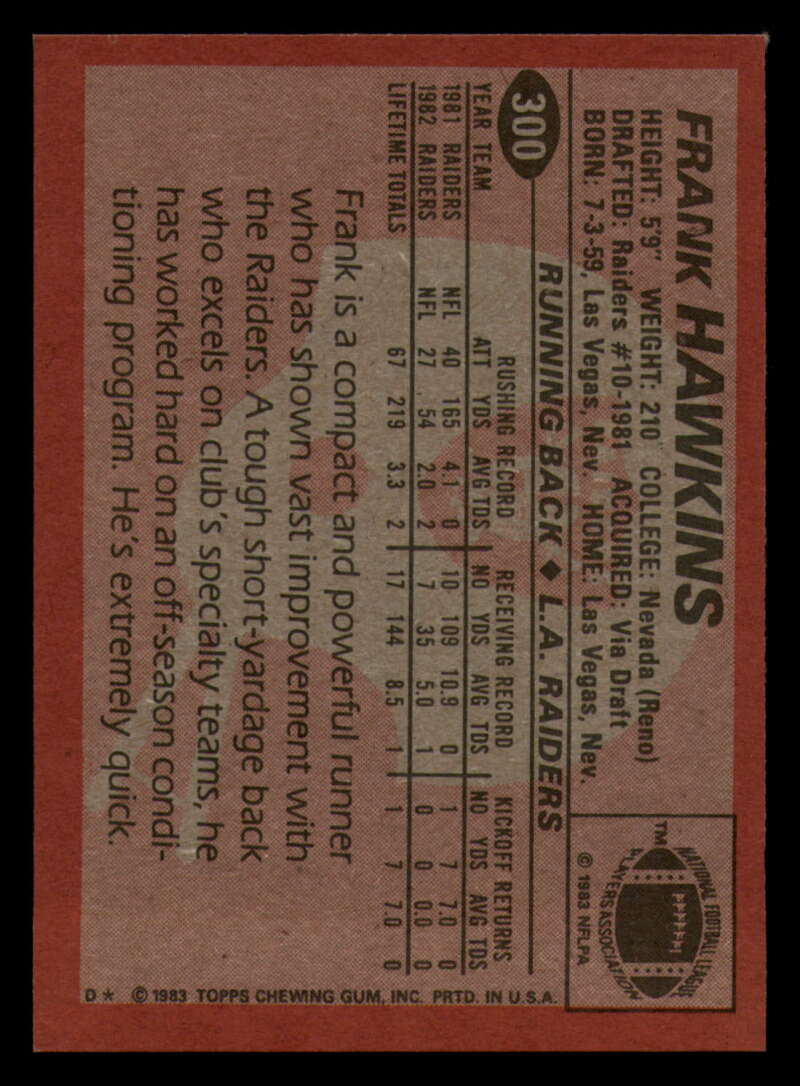 FRANK HAWKINS
HEIGHT: 5'9" WEIGHT: 210 COLLEGE: Nevada (Reno)
DRAFTED: Raiders #10-1981 ACQUIRED: Via Draft
BORN: 7-3-59, Las Vegas, Nev. HOME: Las Vegas, Nev.
NATIONAL FOOTBALL LEAGUE
PLAYERS ASSOCIATION
TM
© 1983 NFLPA
300 RUNNING BACK ♦ L.A. RAIDERS
RUSHING RECORD RECEIVING RECORD KICKOFF RETURNS
YEAR TEAM ATT YDS AVG TDS NO YDS AVG TDS NO YDS AVG TDS
1981 RAIDERS NFL 40 165 4.1 0 10 109 10.9 0 1 7 7.0 0
1982 RAIDERS NFL 27 54 2.0 2 7 35 5.0 1 0 0 0.0 0
LIFETIME TOTALS 67 219 3.3 2 17 144 8.5 1 1 7 7.0 0
Frank is a compact and powerful runner
who has shown vast improvement with
the Raiders. A tough short-yardage back
who excels on club's specialty teams, he
has worked hard on an off-season condi-
tioning program. He's extremely quick.
D* © 1983 TOPPS CHEWING GUM, INC. PRTD. IN U.S.A.